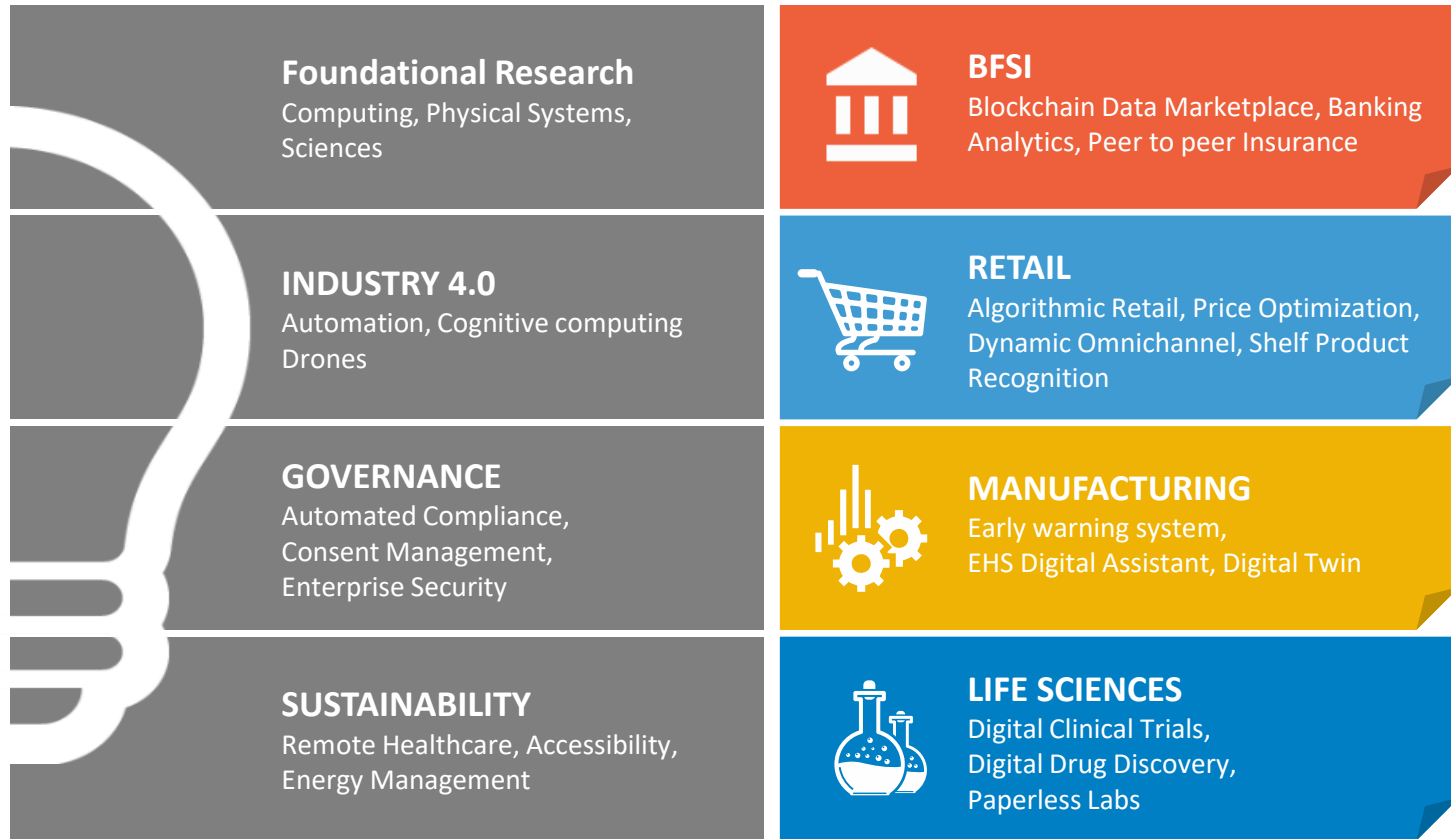 Foundational Research
Computing, Physical Systems,
Sciences
INDUSTRY 4.0
Automation, Cognitive computing
Drones
GOVERNANCE
Automated Compliance,
Consent Management,
Enterprise Security
SUSTAINABILITY
Remote Healthcare, Accessibility,
Energy Management
BFSI
Blockchain Data Marketplace, Banking
Analytics, Peer to peer Insurance
RETAIL
Algorithmic Retail, Price Optimization,
Dynamic Omnichannel, Shelf Product
Recognition
MANUFACTURING
Early warning system,
EHS Digital Assistant, Digital Twin
LIFE SCIENCES
Digital Clinical Trials,
Digital Drug Discovery,
Paperless Labs